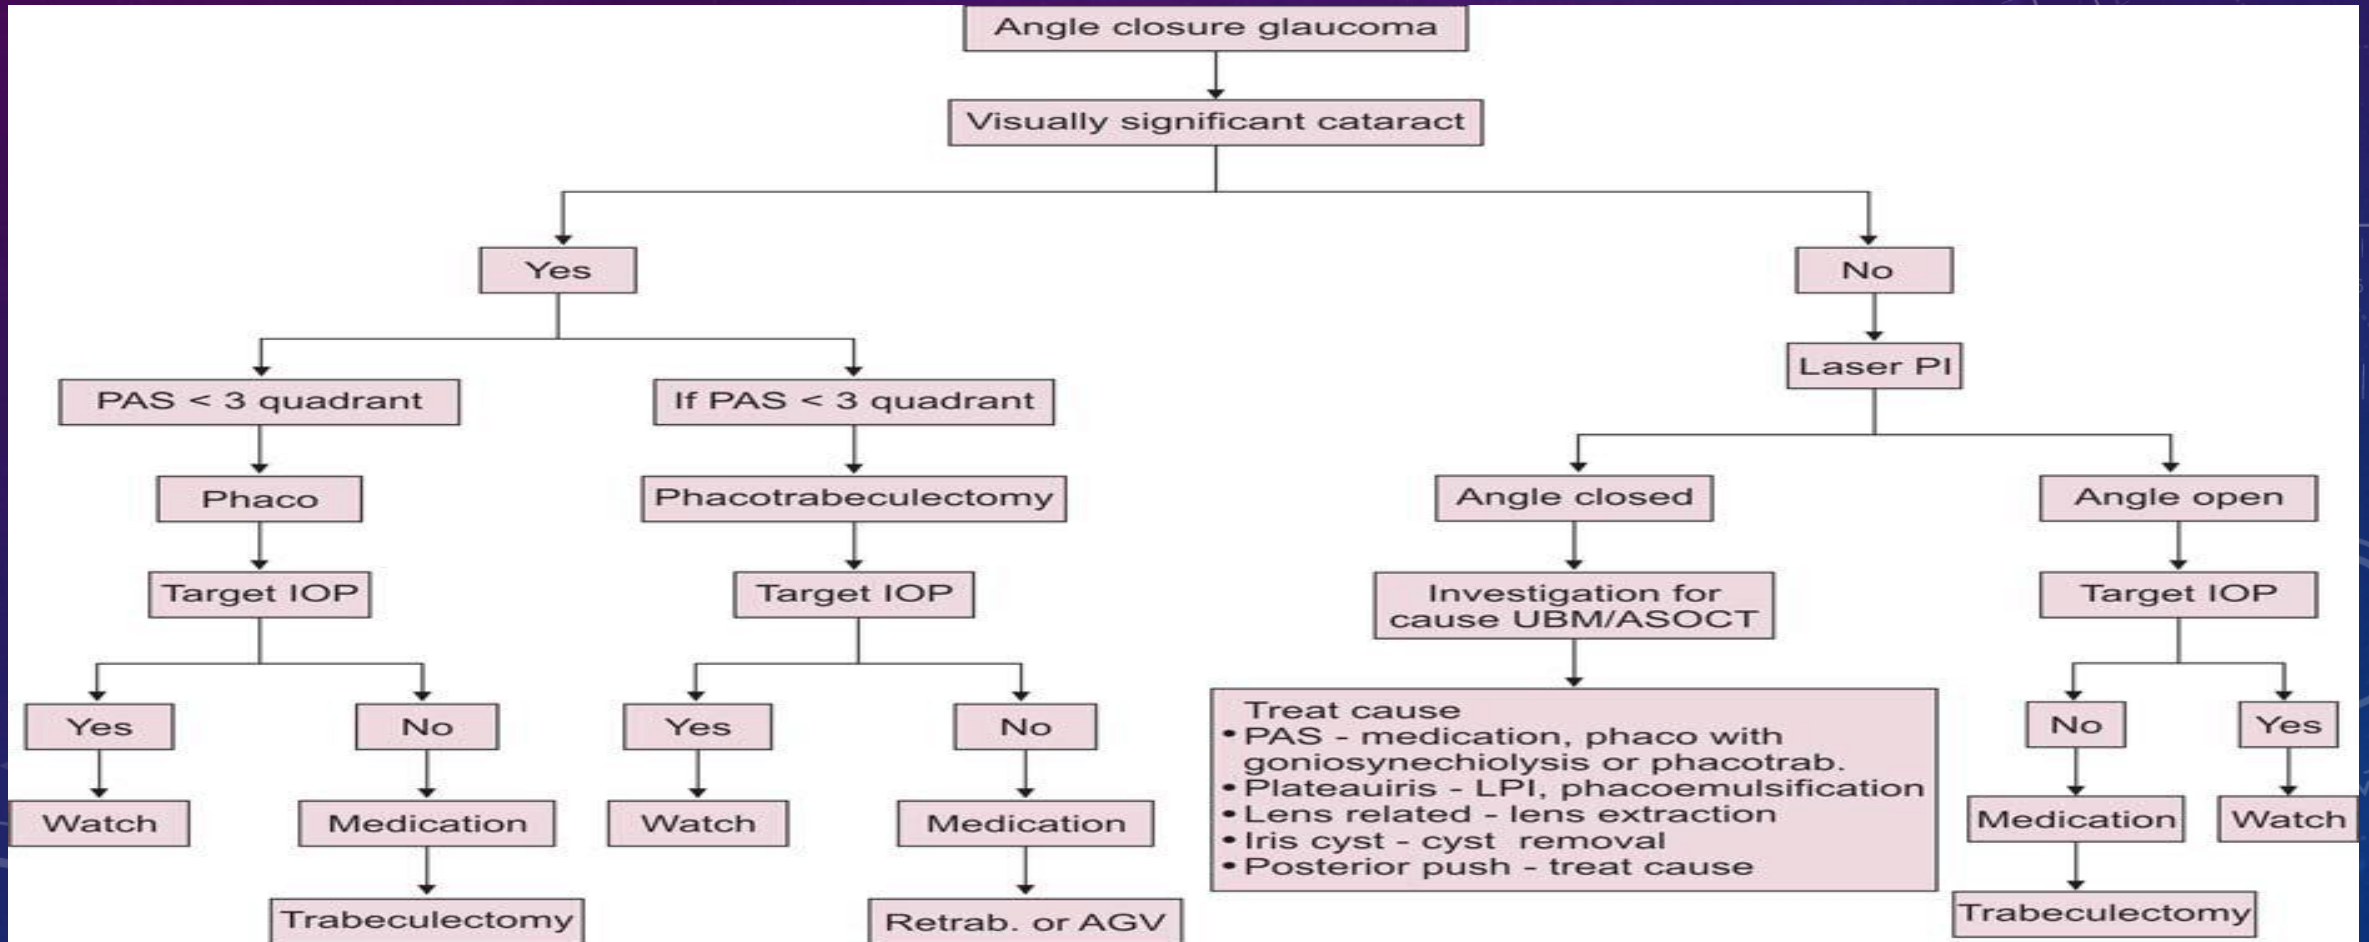 Angle closure glaucoma
Visually significant cataract
Yes
No
Laser PI
PAS < 3 quadrant
If PAS < 3 quadrant
Phaco
Phacotrabeculectomy
Angle closed
Angle open
Target IOP
Target IOP
Investigation for
cause UBM/ASOCT
Target IOP
Yes
No
Yes
No
Treat cause
• PAS - medication, phaco with
goniosynechiolysis or phacotrab.
• Plateauiris - LPI, phacoemulsification
• Lens related - lens extraction
• Iris cyst - cyst removal
• Posterior push - treat cause
No
Yes
Watch
Medication
Watch
Medication
Medication
Watch
Trabeculectomy
Retrab. or AGV
Trabeculectomy